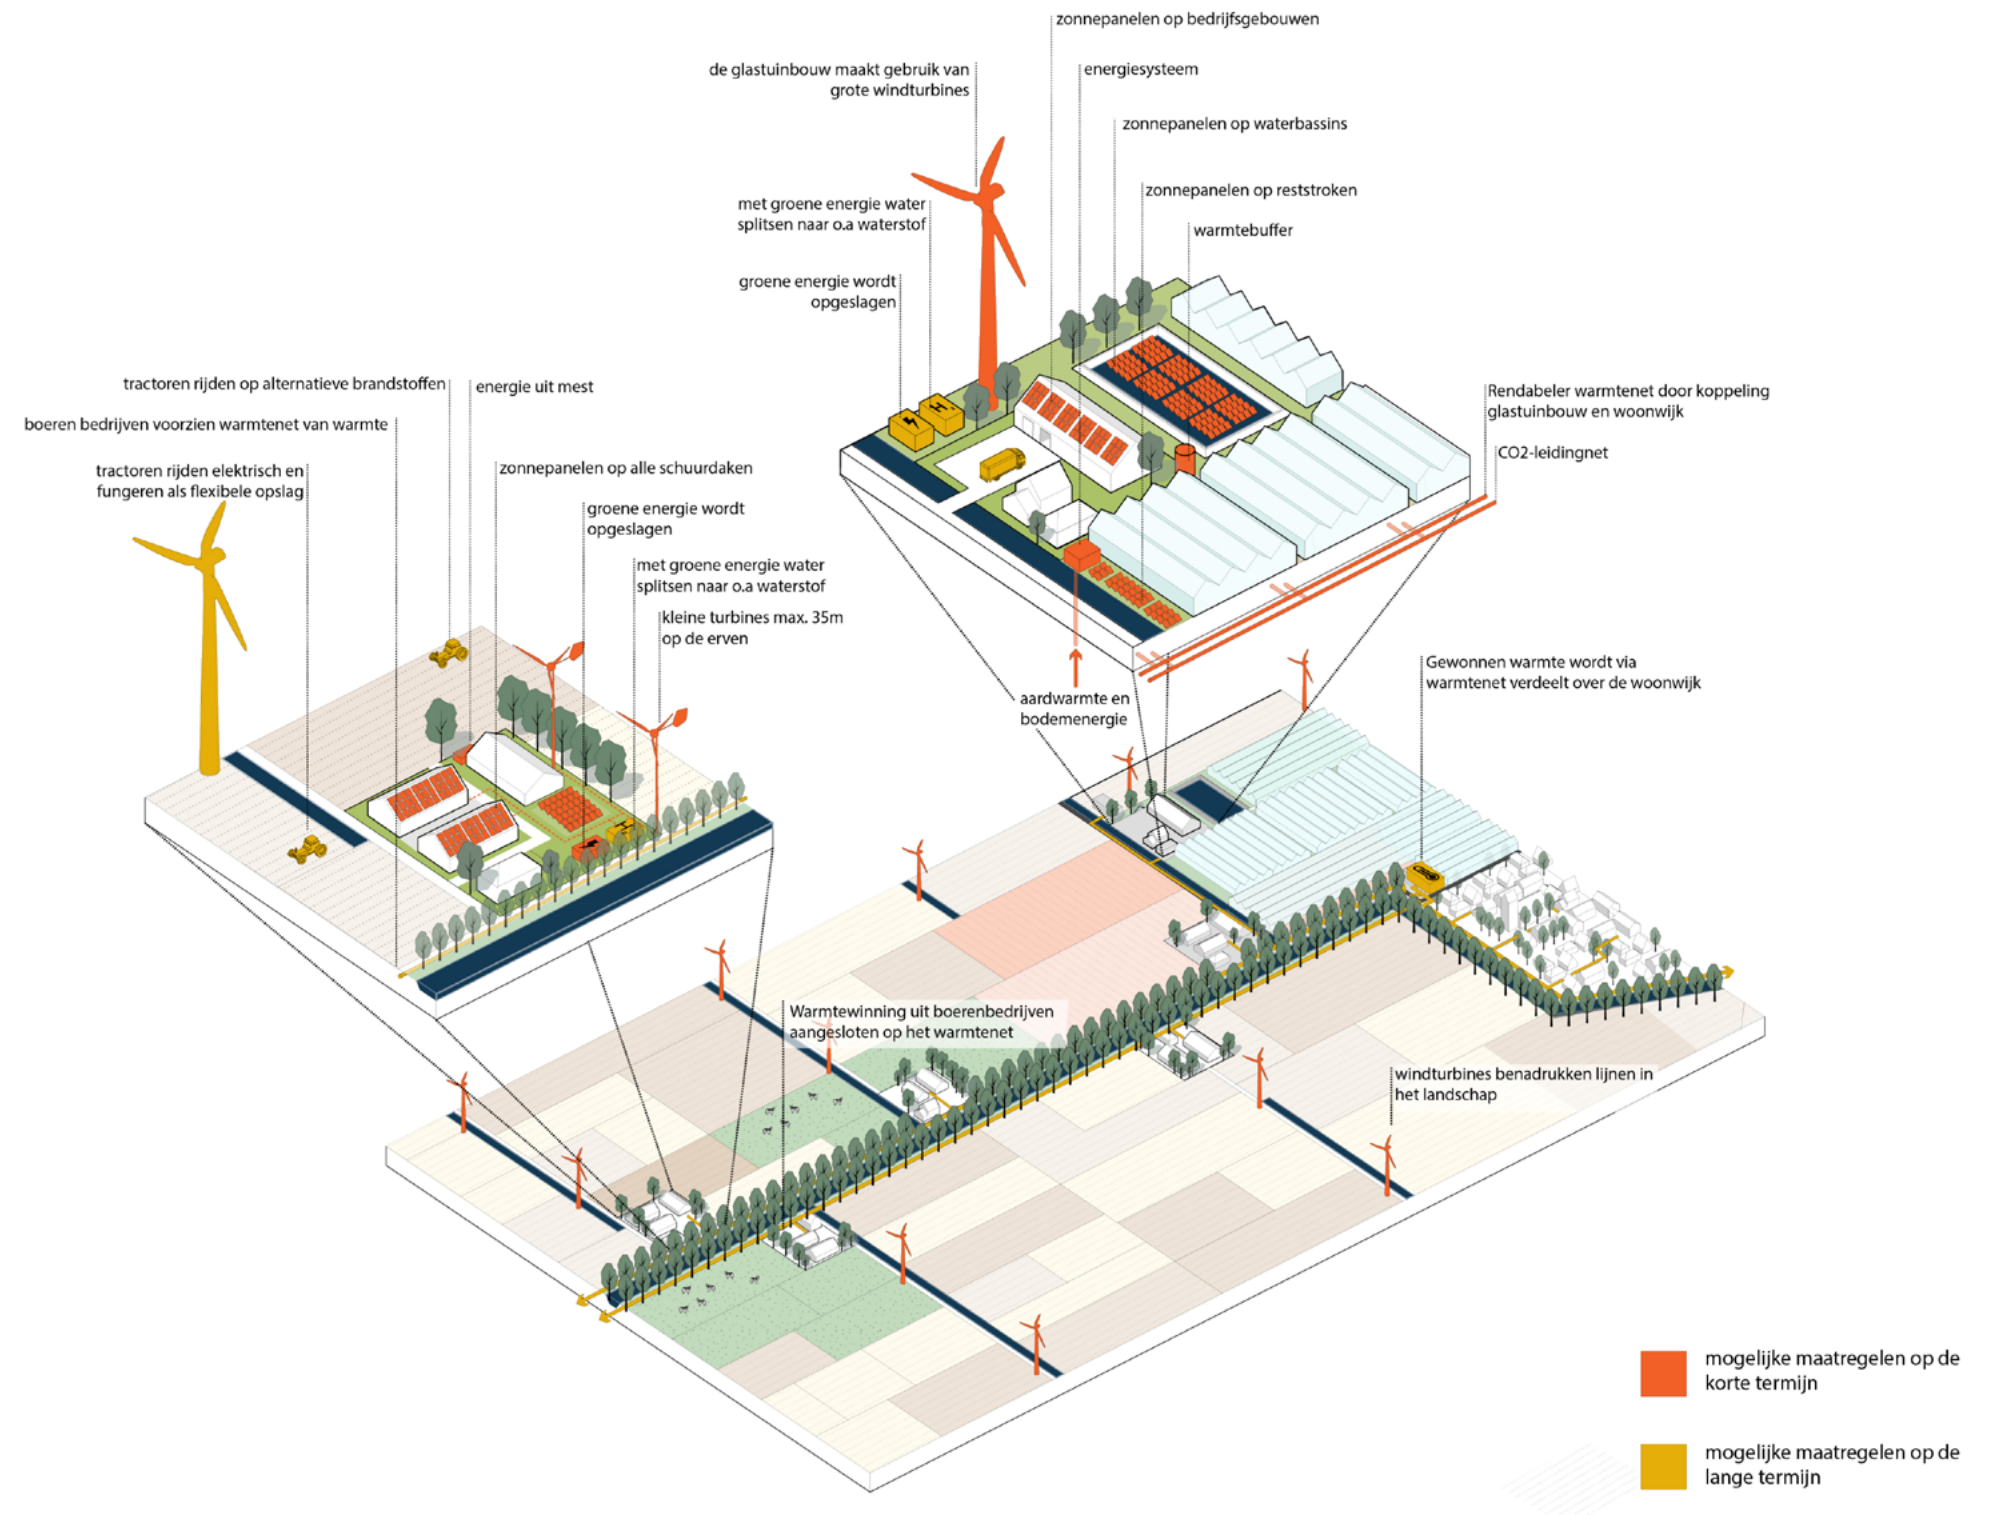 zonnepanelen op bedrijfsgebouwen
de glastuinbouw maakt gebruik van
grote windturbines
energiesysteem
zonnepanelen op waterbassins
zonnepanelen op reststroken
met groene energie water
splitsen naar o.a waterstof
warmtebuffer
groene energie wordt
opgeslagen
tractoren rijden op alternatieve brandstoffen
energie uit mest
boeren bedrijven voorzien warmtenet van warmte
tractoren rijden elektrisch en
fungeren als flexibele opslag
zonnepanelen op alle schuurdaken
groene energie wordt
opgeslagen
met groene energie water
splitsen naar o.a waterstof
kleine turbines max. 35m
op de erven
Rendabeler warmtenet door koppeling
glastuinbouw en woonwijk
CO2-leidingnet
aardwarmte en
bodemenergie
Gewonnen warmte wordt via
warmtenet verdeelt over de woonwijk
Warmtewinning uit boerenbedrijven
aangesloten op het warmtenet
windturbines benadrukken lijnen in
het landschap
mogelijke maatregelen op de
korte termijn
mogelijke maatregelen op de
lange termijn